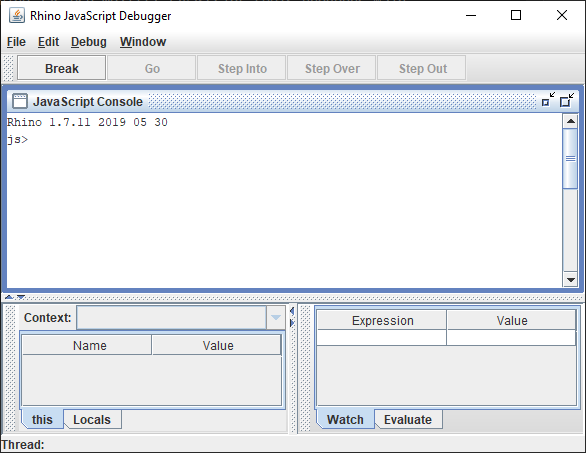 Rhino JavaScript Debugger
File Edit Debug Window
Break Go Step Into Step Over Step Out
JavaScript Console
Rhino 1.7.11 2019 05 30
js>
Context:
Name Value
this Locals
Expression Value
Watch Evaluate
Thread: